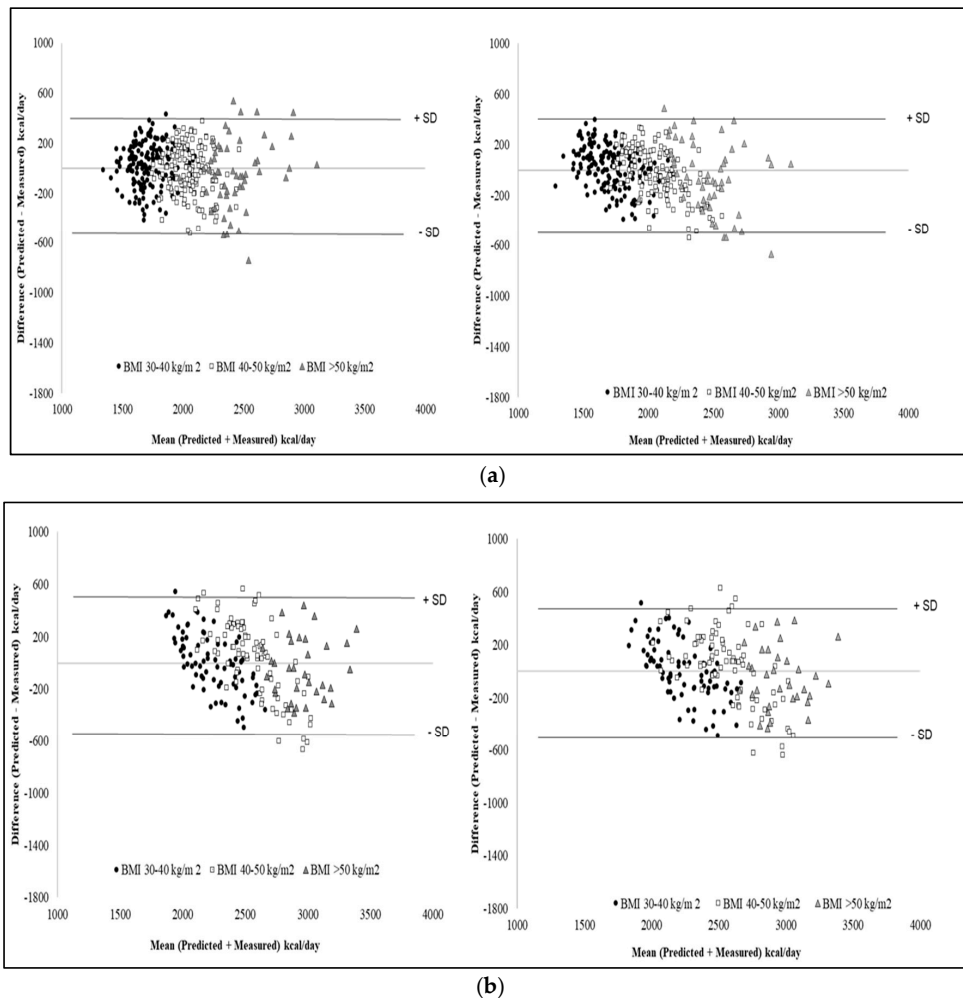 1000
600
200
-200
-600
-1000
-1400
-1800
Difference (Predicted - Measured) kcal/day
+ SD
- SD
BMI 30-40 kg/m 2 BMI 40-50 kg/m2 BMI >50 kg/m2
1000 1500 2000 2500 3000 3500 4000
Mean (Predicted + Measured) kcal/day
1000
600
200
-200
-600
-1000
-1400
-1800
Difference (Predicted - Measured) kcal/day
+ SD
- SD
BMI 30-40 kg/m 2 BMI 40-50 kg/m2 BMI >50 kg/m2
1000 1500 2000 2500 3000 3500 4000
Mean (Predicted + Measured) kcal/day
(a)
1000
600
200
-200
-600
-1000
-1400
-1800
Difference (Predicted - Measured) kcal/day
+ SD
- SD
BMI 30-40 kg/m 2 BMI 40-50 kg/m2 BMI >50 kg/m2
1000 1500 2000 2500 3000 3500 4000
Mean (Predicted + Measured) kcal/day
1000
600
200
-200
-600
-1000
-1400
-1800
Difference (Predicted - Measured) kcal/day
+ SD
- SD
BMI 30-40 kg/m 2 BMI 40-50 kg/m2 BMI >50 kg/m2
1000 1500 2000 2500 3000 3500 4000
Mean (Predicted + Measured) kcal/day
(b)